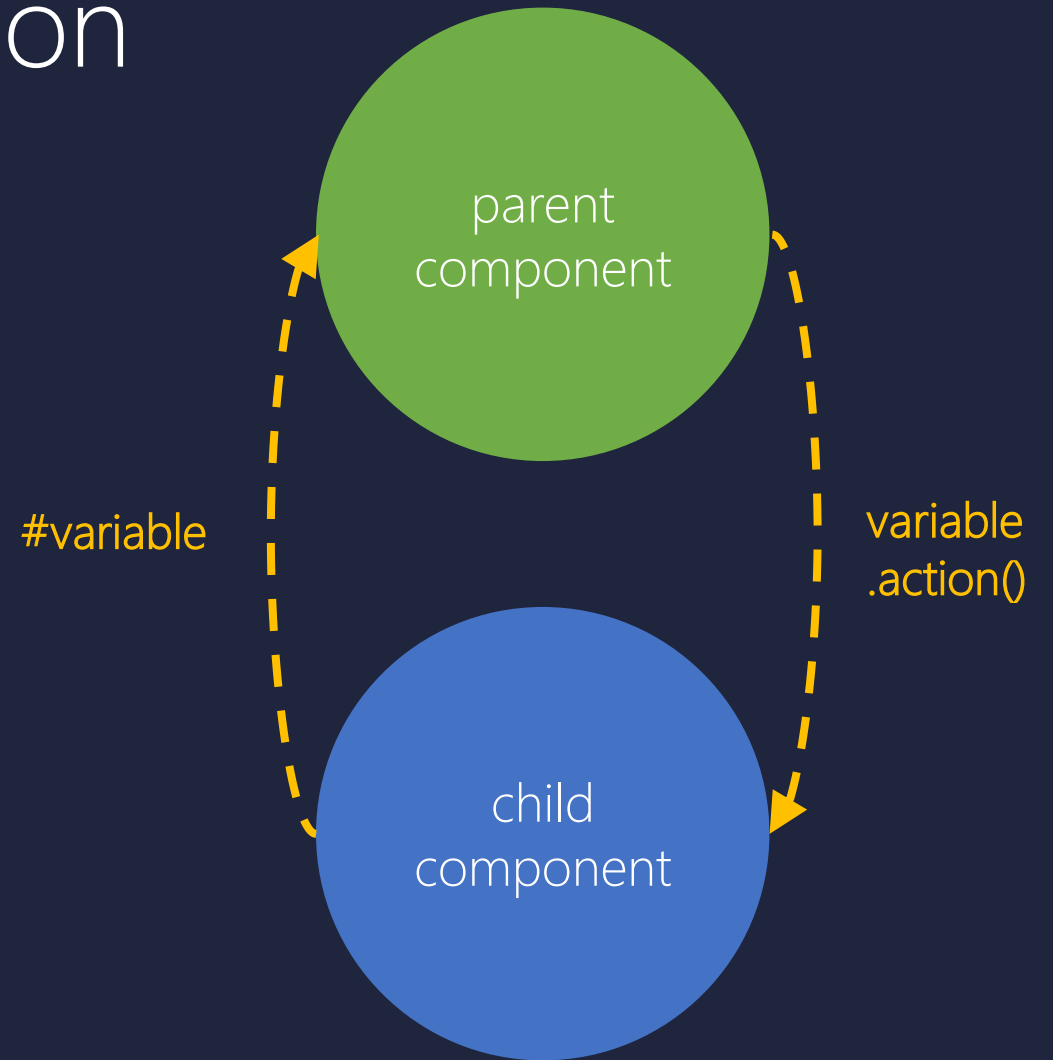 on
parent
component
#variable
variable
.action()
child
component